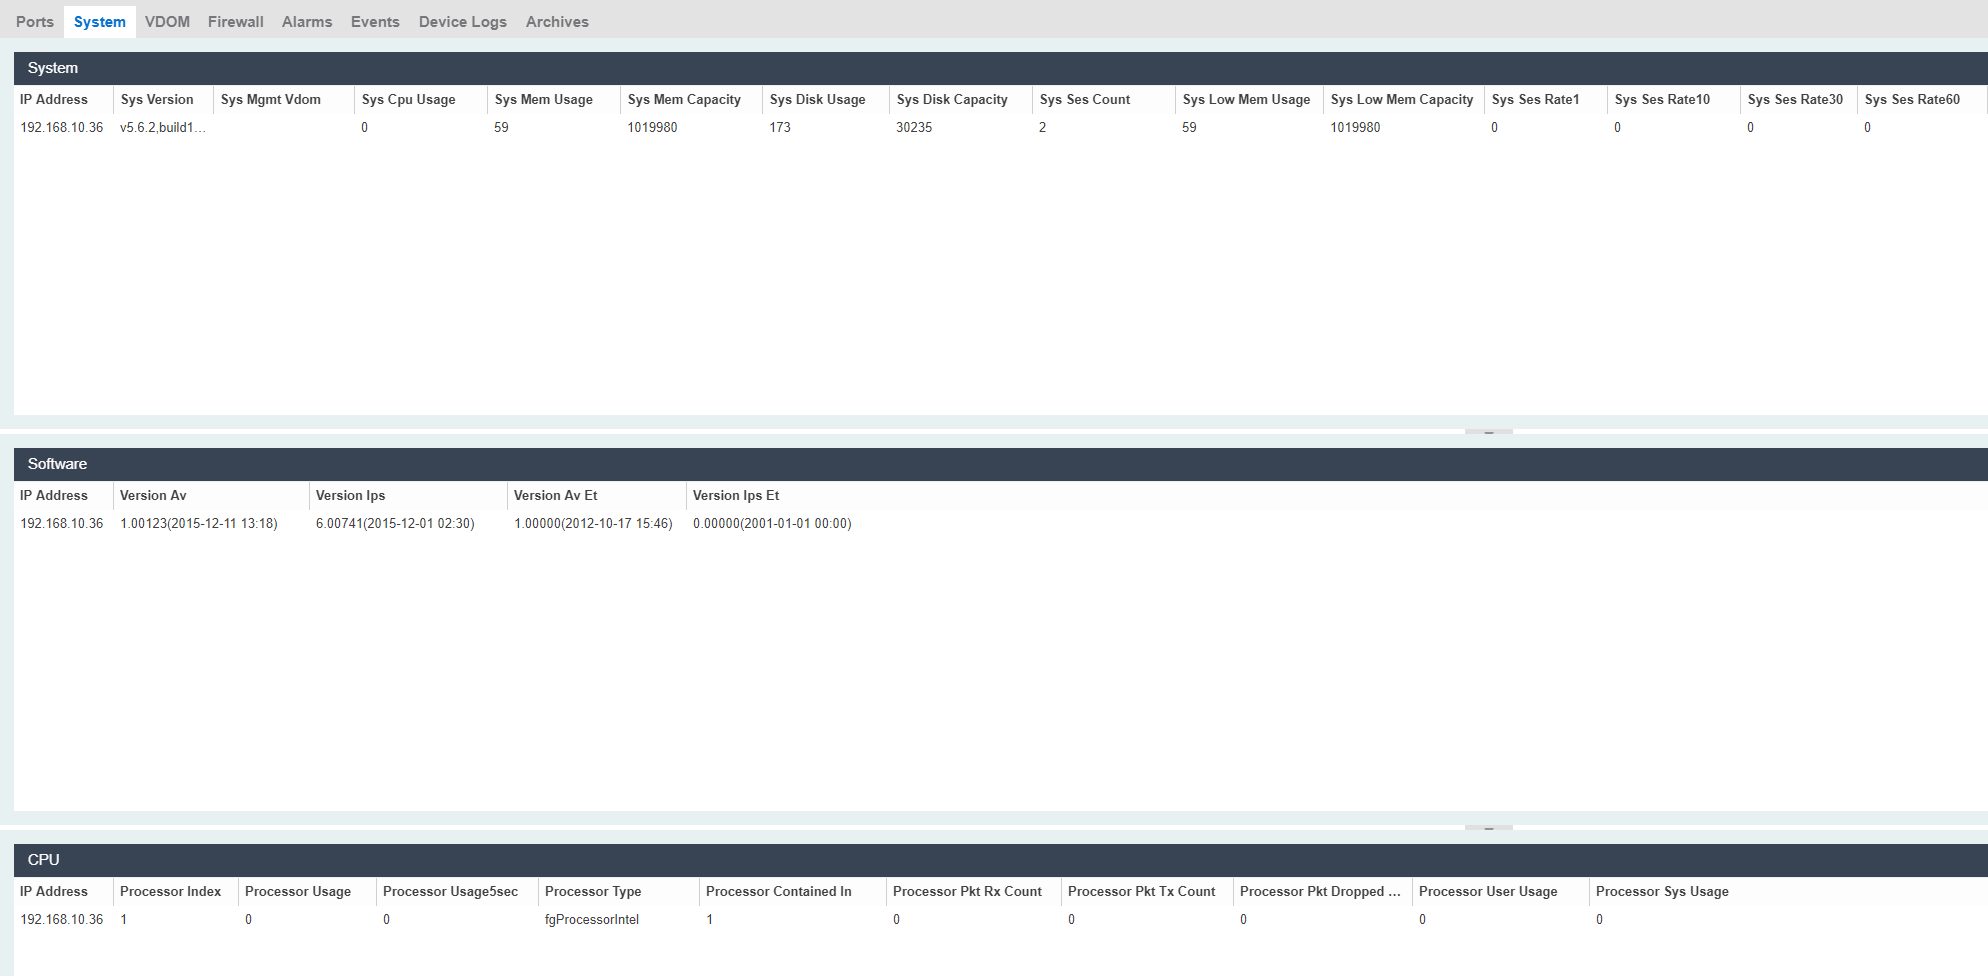 Ports System VDOM Firewall Alarms Events Device Logs Archives
System
IP Address Sys Version Sys Mgmt Vdom Sys Cpu Usage Sys Mem Usage Sys Mem Capacity Sys Disk Usage Sys Disk Capacity Sys Ses Count Sys Low Mem Usage Sys Low Mem Capacity Sys Ses Rate1 Sys Ses Rate10 Sys Ses Rate30 Sys Ses Rate60
192.168.10.36 v5.6.2,build1... 0 59 1019980 173 30235 2 59 1019980 0 0 0 0
Software
IP Address Version Av Version Ips Version Av Et Version Ips Et
192.168.10.36 1.00123(2015-12-11 13:18) 6.00741(2015-12-01 02:30) 1.00000(2012-10-17 15:46) 0.00000(2001-01-01 00:00)
CPU
IP Address Processor Index Processor Usage Processor Usage5sec Processor Type Processor Contained In Processor Pkt Rx Count Processor Pkt Tx Count Processor Pkt Dropped ... Processor User Usage Processor Sys Usage
192.168.10.36 1 0 0 fgProcessorIntel 1 0 0 0 0 0